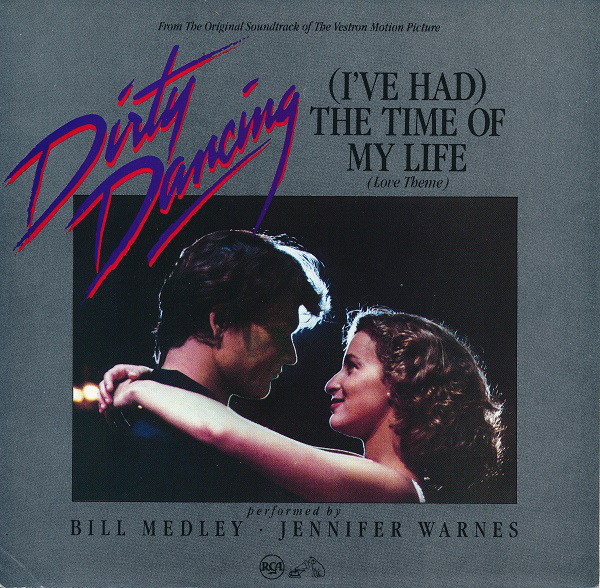 From The Original Soundtrack of The Vestron Motion Picture
Dirty
Dancing
(I'VE HAD)
THE TIME OF
MY LIFE
(Love Theme)
performed by
BILL MEDLEY · JENNIFER WARNES
RCA